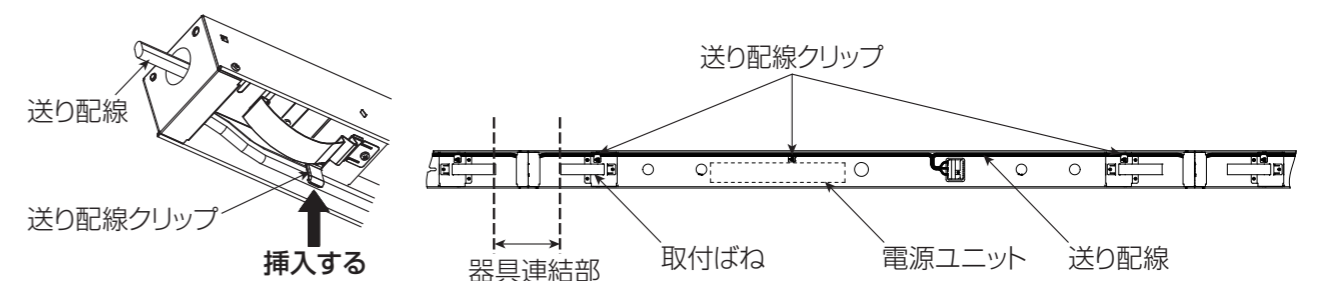 送り配線
送り配線クリップ
挿入する
送り配線クリップ
器具連結部
取付ばね
電源ユニット
送り配線